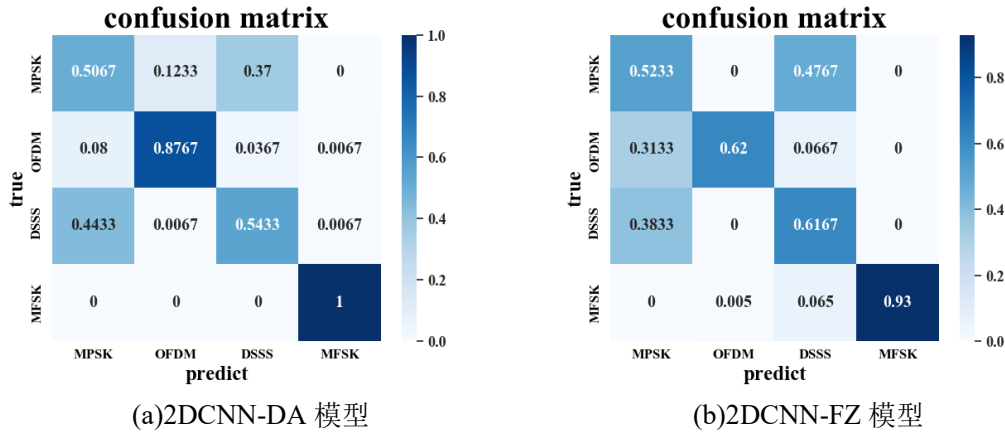 confusion matrix
MPSK 0.5067 0.1233 0.37 0
OFDM 0.08 0.8767 0.0367 0.0067
DSSS 0.4433 0.0067 0.5433 0.0067
MFSK 0 0 0 1
MPSK OFDM DSSS MFSK
predict
true
1.0
0.8
0.6
0.4
0.2
0.0
(a)2DCNN-DA 模型
confusion matrix
MPSK 0.5233 0 0.4767 0
OFDM 0.3133 0.62 0.0667 0
DSSS 0.3833 0 0.6167 0
MFSK 0 0.005 0.065 0.93
MPSK OFDM DSSS MFSK
predict
true
0.8
0.6
0.4
0.2
0.0
(b)2DCNN-FZ 模型